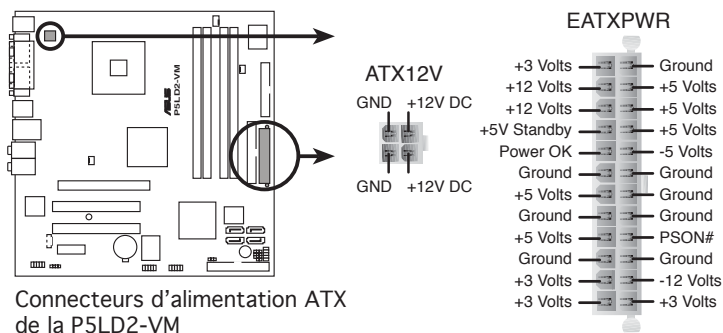 EATXPWR
ATX12V
GND +12V DC
GND +12V DC
+3 Volts Ground
+12 Volts +5 Volts
+12 Volts +5 Volts
+5V Standby +5 Volts
Power OK -5 Volts
Ground Ground
+5 Volts Ground
Ground Ground
+5 Volts PSON#
Ground Ground
+3 Volts -12 Volts
+3 Volts +3 Volts
ASUS
P5LD2-VM
Connecteurs d’alimentation ATX
de la P5LD2-VM